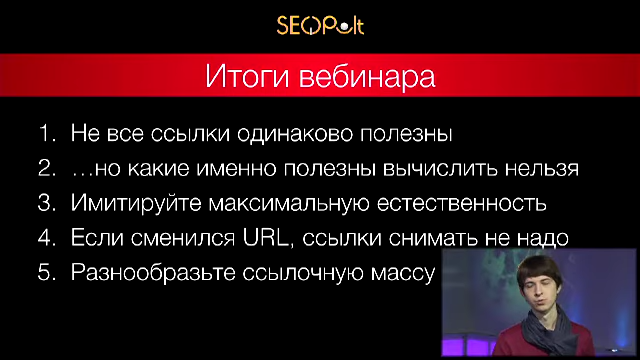 SEOPult
Итоги вебинара
1. Не все ссылки одинаково полезны
2. …но какие именно полезны вычислить нельзя
3. Имитируйте максимальную естественность
4. Если сменился URL, ссылки снимать не надо
5. Разнообразьте ссылочную массу